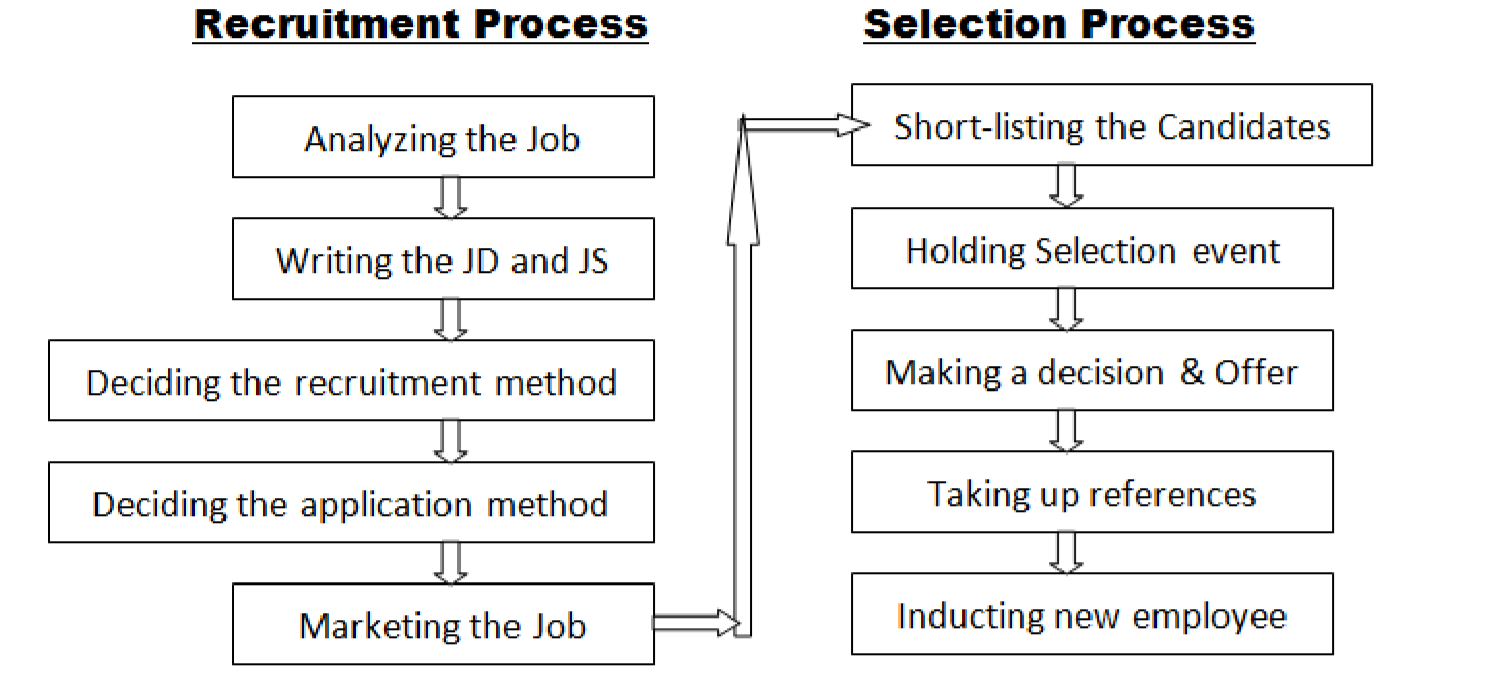 Recruitment Process
Analyzing the Job
Writing the JD and JS
Deciding the recruitment method
Deciding the application method
Marketing the Job
Selection Process
Short-listing the Candidates
Holding Selection event
Making a decision & Offer
Taking up references
Inducting new employee